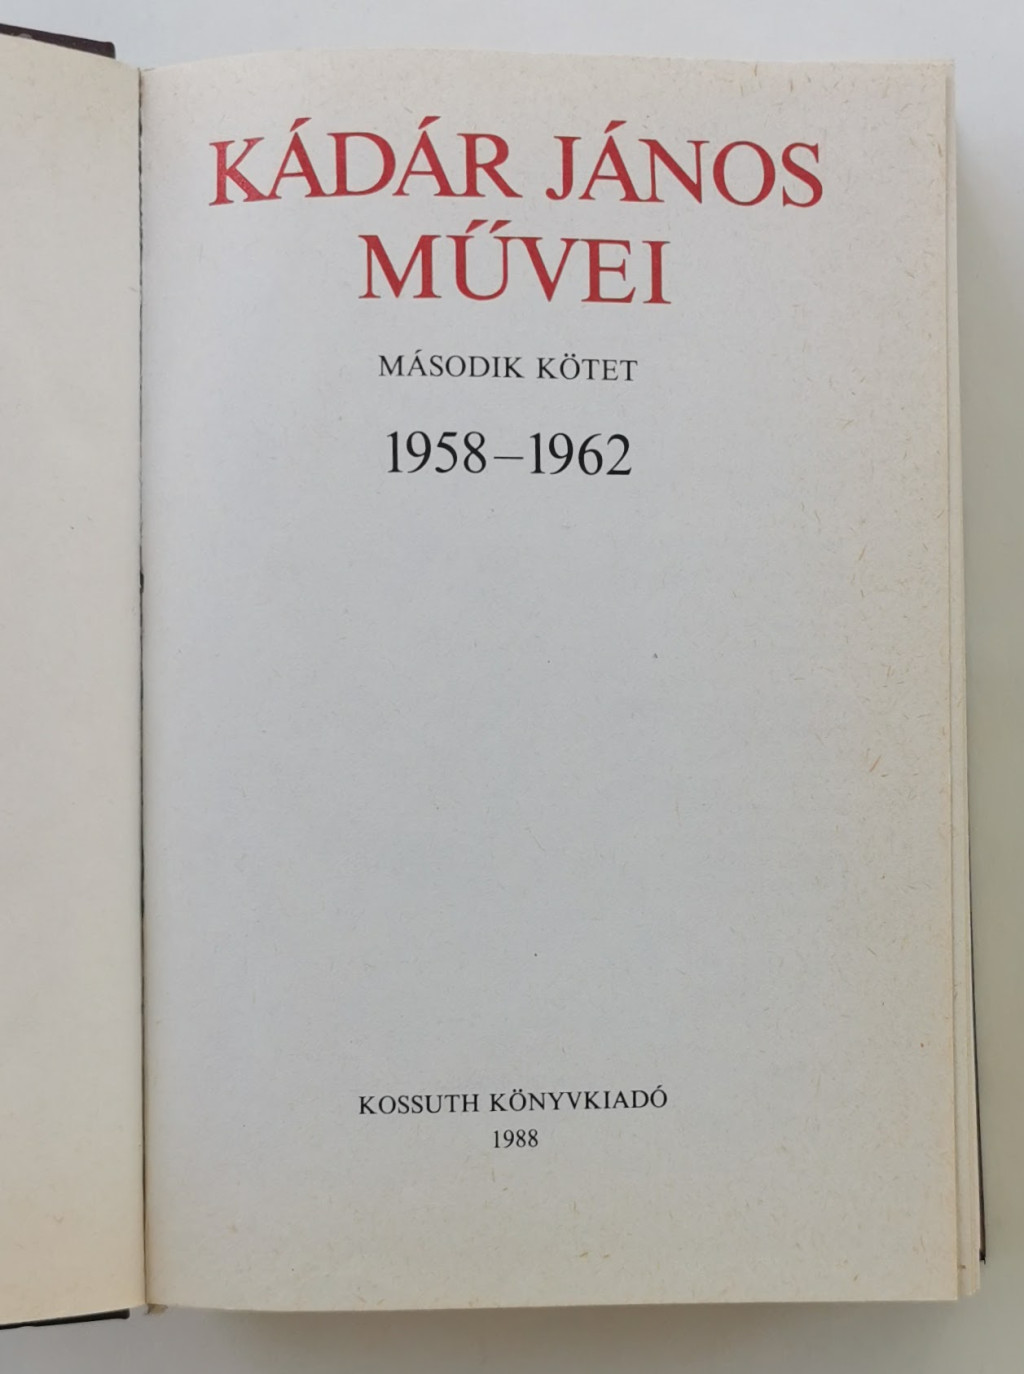 KÁDÁR JÁNOS
MŰVEI
MÁSODIK KÖTET
1958–1962
KOSSUTH KÖNYVKIADÓ
1988